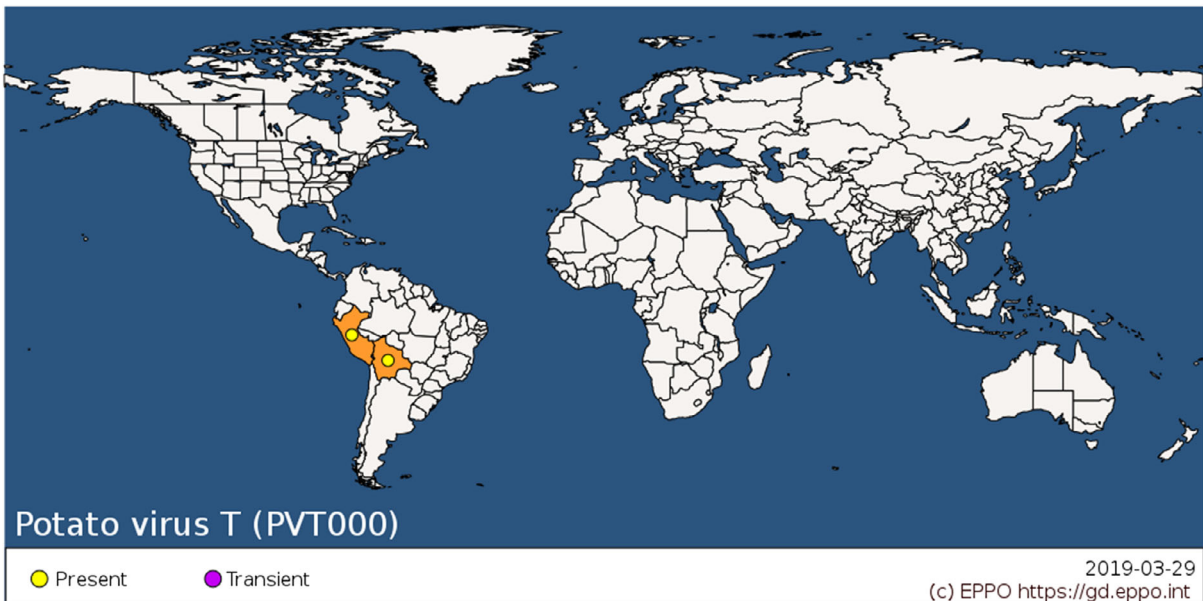 Potato virus T (PVT000)
Present
Transient
2019-03-29
(c) EPPO https://gd.eppo.int